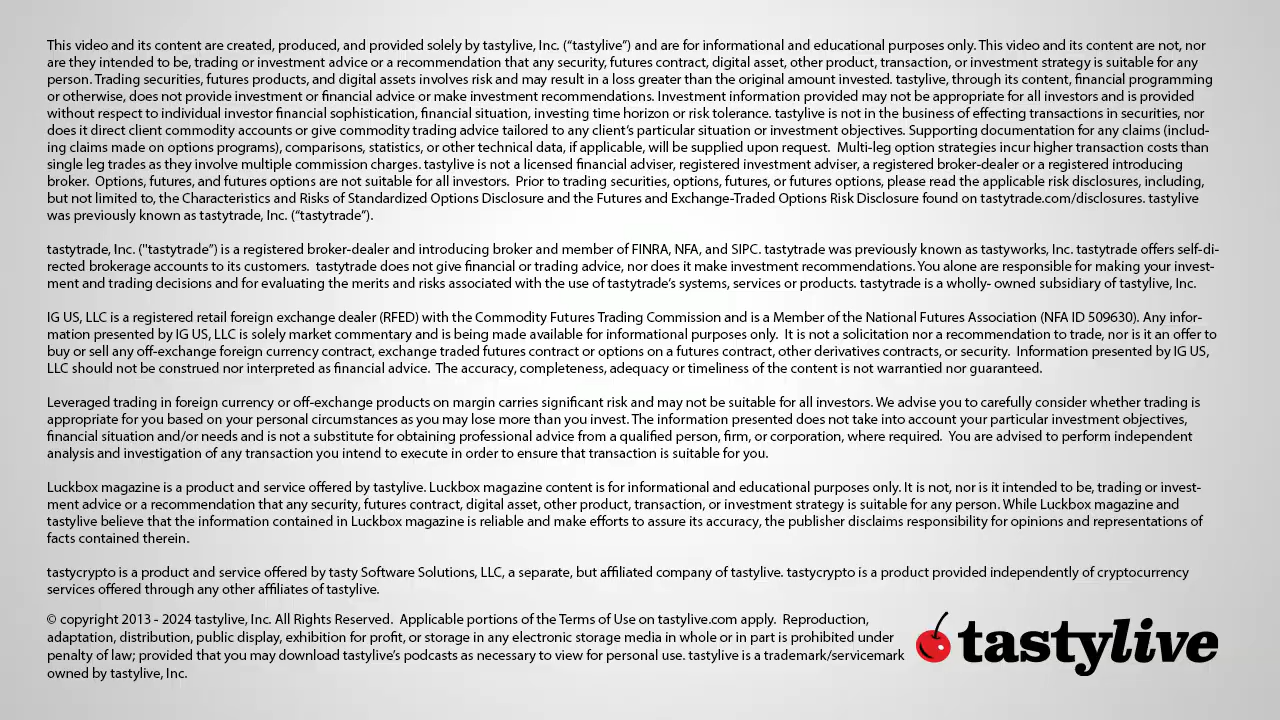 This video and its content are created, produced, and provided solely by tastylive, Inc. (“tastylive”) and are for informational and educational purposes only. This video and its content are not, nor
are they intended to be, trading or investment advice or a recommendation that any security, futures contract, digital asset, other product, transaction, or investment strategy is suitable for any
person. Trading securities, futures products, and digital assets involves risk and may result in a loss greater than the original amount invested. tastylive, through its content, financial programming
or otherwise, does not provide investment or financial advice or make investment recommendations. Investment information provided may not be appropriate for all investors and is provided
without respect to individual investor financial sophistication, financial situation, investing time horizon or risk tolerance. tastylive is not in the business of effecting transactions in securities, nor
does it direct client commodity accounts or give commodity trading advice tailored to any client’s particular situation or investment objectives. Supporting documentation for any claims (includ-
ing claims made on options programs), comparisons, statistics, or other technical data, if applicable, will be supplied upon request.  Multi-leg option strategies incur higher transaction costs than
single leg trades as they involve multiple commission charges. tastylive is not a licensed financial adviser, registered investment adviser, a registered broker-dealer or a registered introducing
broker.  Options, futures, and futures options are not suitable for all investors.  Prior to trading securities, options, futures, or futures options, please read the applicable risk disclosures, including,
but not limited to, the Characteristics and Risks of Standardized Options Disclosure and the Futures and Exchange-Traded Options Risk Disclosure found on tastytrade.com/disclosures. tastylive
was previously known as tastytrade, Inc. (“tastytrade”).
tastytrade, Inc. ("tastytrade”) is a registered broker-dealer and introducing broker and member of FINRA, NFA, and SIPC. tastytrade was previously known as tastyworks, Inc. tastytrade offers self-di-
rected brokerage accounts to its customers.  tastytrade does not give financial or trading advice, nor does it make investment recommendations. You alone are responsible for making your invest-
ment and trading decisions and for evaluating the merits and risks associated with the use of tastytrade’s systems, services or products. tastytrade is a wholly- owned subsidiary of tastylive, Inc.
IG US, LLC is a registered retail foreign exchange dealer (RFED) with the Commodity Futures Trading Commission and is a Member of the National Futures Association (NFA ID 509630). Any infor-
mation presented by IG US, LLC is solely market commentary and is being made available for informational purposes only.  It is not a solicitation nor a recommendation to trade, nor is it an offer to
buy or sell any off-exchange foreign currency contract, exchange traded futures contract or options on a futures contract, other derivatives contracts, or security.  Information presented by IG US,
LLC should not be construed nor interpreted as financial advice.  The accuracy, completeness, adequacy or timeliness of the content is not warrantied nor guaranteed.
Leveraged trading in foreign currency or off-exchange products on margin carries significant risk and may not be suitable for all investors. We advise you to carefully consider whether trading is
appropriate for you based on your personal circumstances as you may lose more than you invest. The information presented does not take into account your particular investment objectives,
financial situation and/or needs and is not a substitute for obtaining professional advice from a qualified person, firm, or corporation, where required.  You are advised to perform independent
analysis and investigation of any transaction you intend to execute in order to ensure that transaction is suitable for you.
Luckbox magazine is a product and service offered by tastylive. Luckbox magazine content is for informational and educational purposes only. It is not, nor is it intended to be, trading or invest-
ment advice or a recommendation that any security, futures contract, digital asset, other product, transaction, or investment strategy is suitable for any person. While Luckbox magazine and
tastylive believe that the information contained in Luckbox magazine is reliable and make efforts to assure its accuracy, the publisher disclaims responsibility for opinions and representations of
facts contained therein.
tastycrypto is a product and service offered by tasty Software Solutions, LLC, a separate, but affiliated company of tastylive. tastycrypto is a product provided independently of cryptocurrency
services offered through any other affiliates of tastylive.
© copyright 2013 - 2024 tastylive, Inc. All Rights Reserved.  Applicable portions of the Terms of Use on tastylive.com apply.  Reproduction,
adaptation, distribution, public display, exhibition for profit, or storage in any electronic storage media in whole or in part is prohibited under
penalty of law; provided that you may download tastylive’s podcasts as necessary to view for personal use. tastylive is a trademark/servicemark
owned by tastylive, Inc.
tastylive